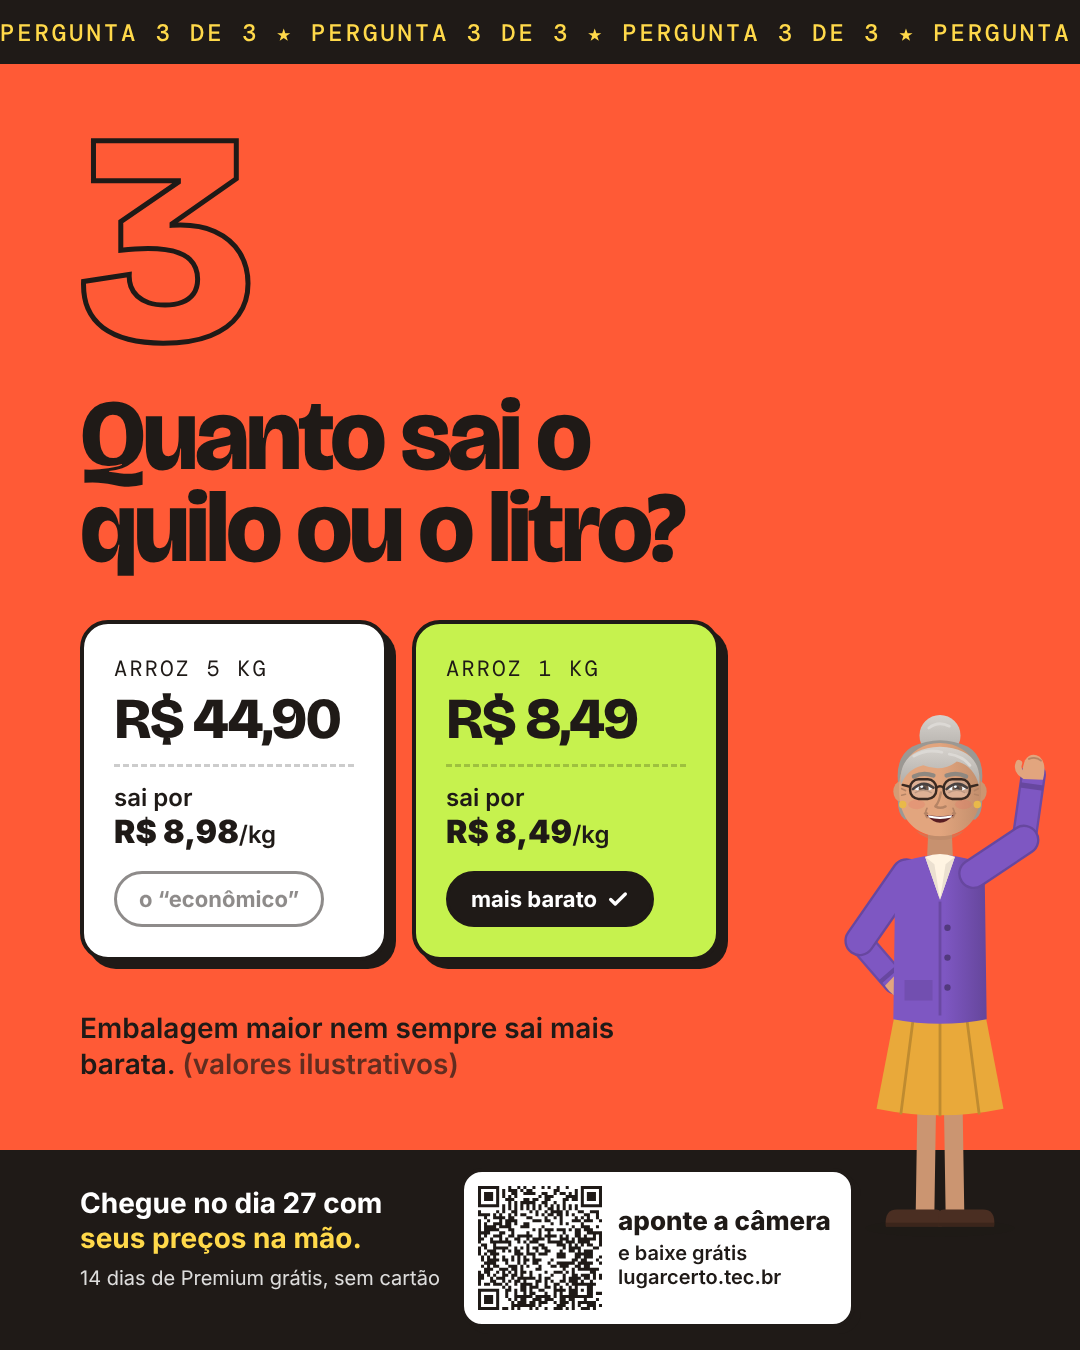 PERGUNTA 3 DE 3 ★ PERGUNTA 3 DE 3 ★ PERGUNTA 3 DE 3 ★ PERGUNTA
3
Quanto sai o
quilo ou o litro?
ARROZ 5 KG
R$ 44,90
sai por
R$ 8,98/kg
o “econômico”
ARROZ 1 KG
R$ 8,49
sai por
R$ 8,49/kg
mais barato ✓
Embalagem maior nem sempre sai mais
barata. (valores ilustrativos)
Chegue no dia 27 com
seus preços na mão.
14 dias de Premium grátis, sem cartão
aponte a câmera
e baixe grátis
lugarcerto.tec.br